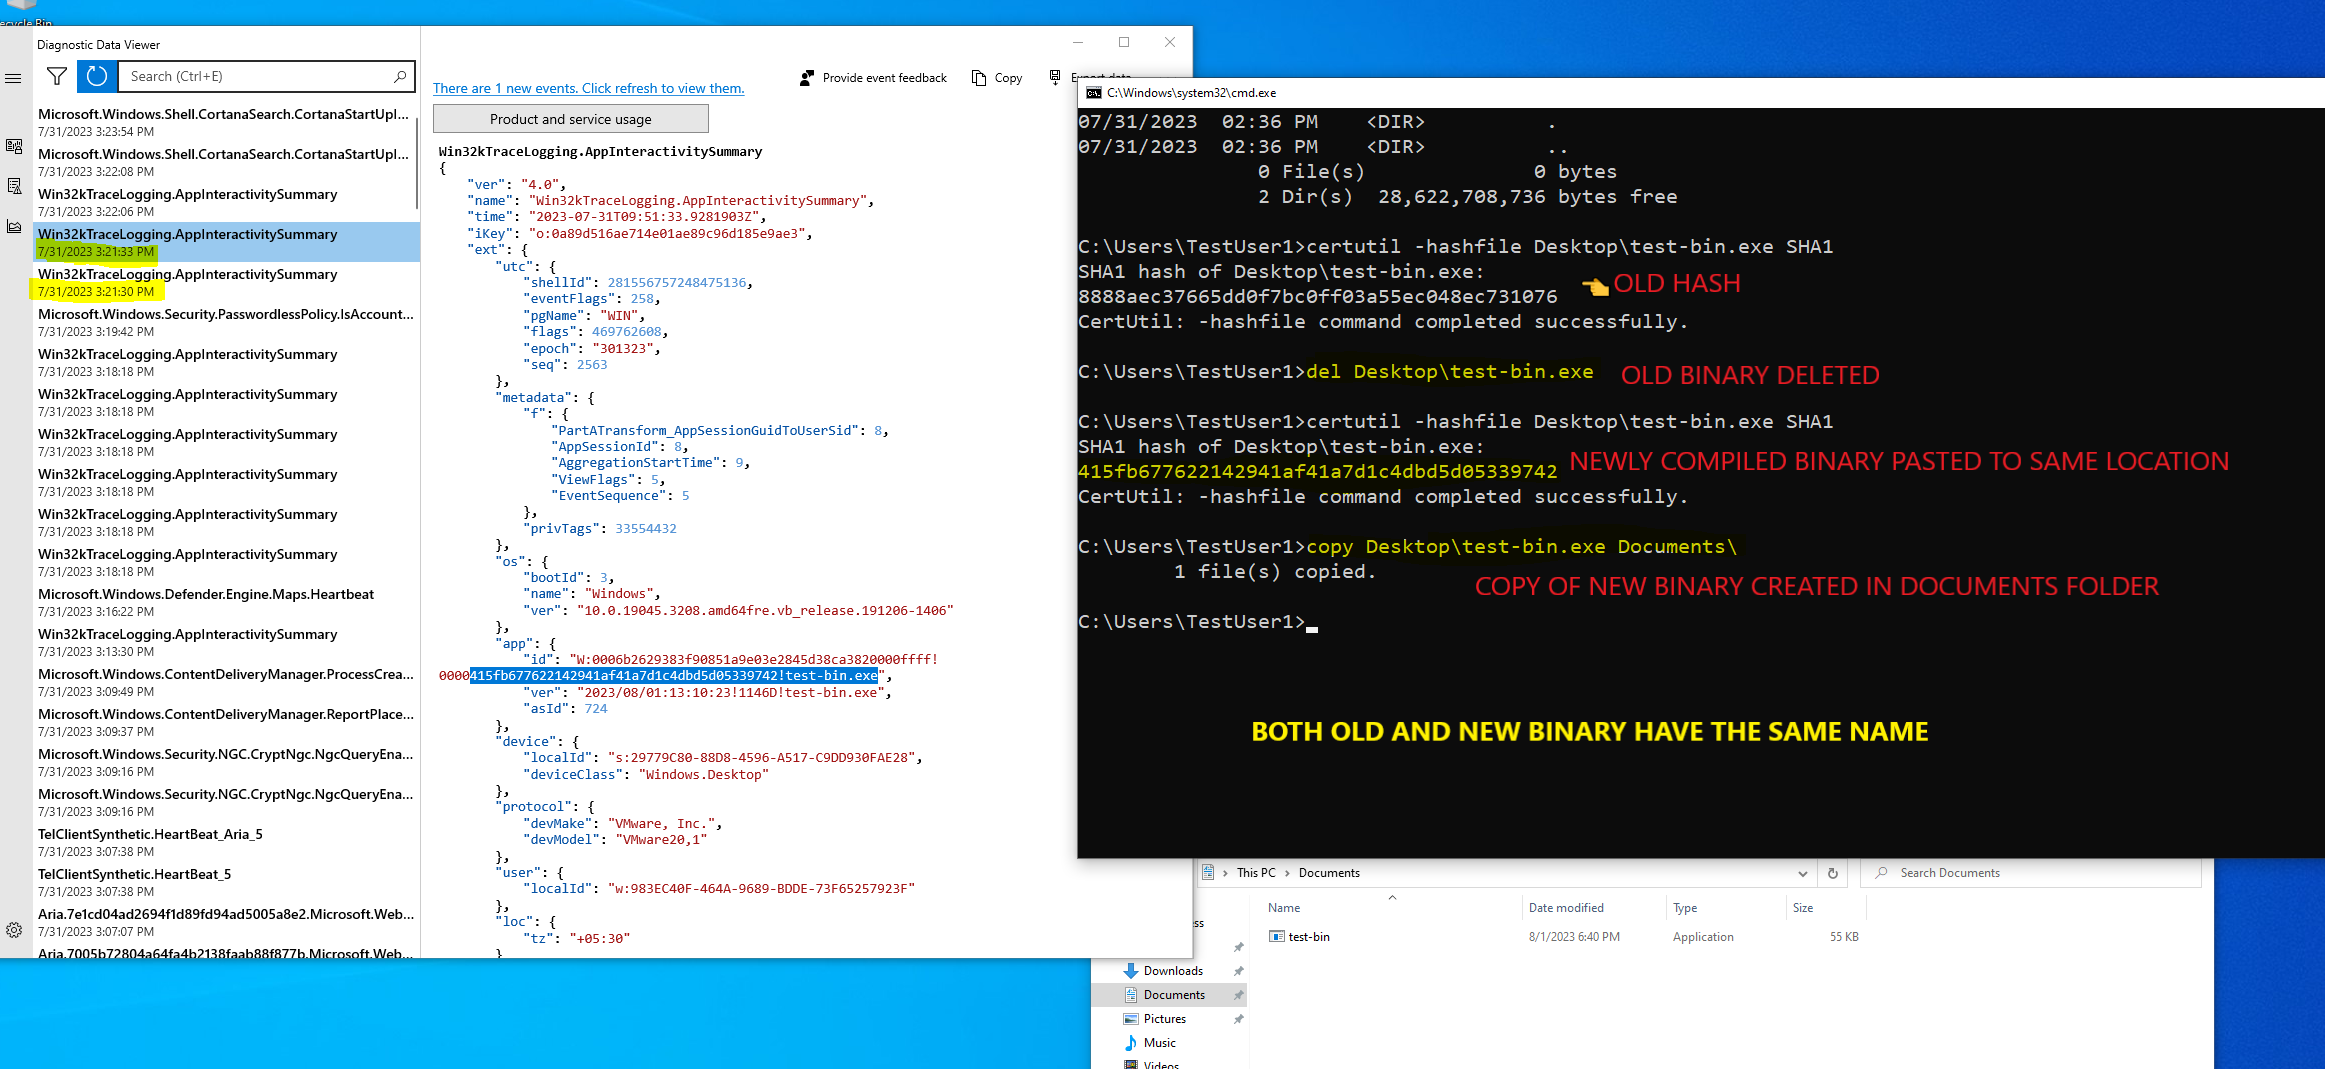 ecycle Bin
Diagnostic Data Viewer
Search (Ctrl+E)
Microsoft.Windows.Shell.CortanaSearch.CortanaStartUpl...
7/31/2023 3:23:54 PM
Microsoft.Windows.Shell.CortanaSearch.CortanaStartUpl...
7/31/2023 3:22:08 PM
Win32kTraceLogging.AppInteractivitySummary
7/31/2023 3:22:06 PM
Win32kTraceLogging.AppInteractivitySummary
7/31/2023 3:21:33 PM
Win32kTraceLogging.AppInteractivitySummary
7/31/2023 3:21:30 PM
Microsoft.Windows.Security.PasswordlessPolicy.IsAccount...
7/31/2023 3:19:42 PM
Win32kTraceLogging.AppInteractivitySummary
7/31/2023 3:18:18 PM
Win32kTraceLogging.AppInteractivitySummary
7/31/2023 3:18:18 PM
Win32kTraceLogging.AppInteractivitySummary
7/31/2023 3:18:18 PM
Win32kTraceLogging.AppInteractivitySummary
7/31/2023 3:18:18 PM
Win32kTraceLogging.AppInteractivitySummary
7/31/2023 3:18:18 PM
Win32kTraceLogging.AppInteractivitySummary
7/31/2023 3:18:18 PM
Microsoft.Windows.Defender.Engine.Maps.Heartbeat
7/31/2023 3:16:22 PM
Win32kTraceLogging.AppInteractivitySummary
7/31/2023 3:13:30 PM
Microsoft.Windows.ContentDeliveryManager.ProcessCrea...
7/31/2023 3:09:49 PM
Microsoft.Windows.ContentDeliveryManager.ReportPlace...
7/31/2023 3:09:37 PM
Microsoft.Windows.Security.NGC.CryptNgc.NgcQueryEna...
7/31/2023 3:09:16 PM
Microsoft.Windows.Security.NGC.CryptNgc.NgcQueryEna...
7/31/2023 3:09:16 PM
TelClientSynthetic.HeartBeat_Aria_5
7/31/2023 3:07:38 PM
TelClientSynthetic.HeartBeat_5
7/31/2023 3:07:38 PM
Aria.7e1cd04ad2694f1d89fd94ad5005a8e2.Microsoft.Web...
7/31/2023 3:07:07 PM
Aria.7005b72804a64fa4b2138faab88f877b.Microsoft.Web...
Provide event feedback
Copy
Export data
There are 1 new events. Click refresh to view them.
Product and service usage
Win32kTraceLogging.AppInteractivitySummary
{
"ver": "4.0",
"name": "Win32kTraceLogging.AppInteractivitySummary",
"time": "2023-07-31T09:51:33.9281903Z",
"iKey": "o:0a89d516ae714e01ae89c96d185e9ae3",
"ext": {
"utc": {
"shellId": 281556757248475136,
"eventFlags": 258,
"pgName": "WIN",
"flags": 469762608,
"epoch": "301323",
"seq": 2563
},
"metadata": {
"f": {
"PartATransform_AppSessionGuidToUserSid": 8,
"AppSessionId": 8,
"AggregationStartTime": 9,
"ViewFlags": 5,
"EventSequence": 5
},
"privTags": 33554432
},
"os": {
"bootId": 3,
"name": "Windows",
"ver": "10.0.19045.3208.amd64fre.vb_release.191206-1406"
},
"app": {
"id": "W:0006b2629383f90851a9e03e2845d38ca3820000ffff!
0000415fb677622142941af41a7d1c4dbd5d05339742!test-bin.exe",
"ver": "2023/08/01:13:10:23!1146D!test-bin.exe",
"asId": 724
},
"device": {
"localId": "s:29779C80-88D8-4596-A517-C9DD930FAE28",
"deviceClass": "Windows.Desktop"
},
"protocol": {
"devMake": "VMware, Inc.",
"devModel": "VMware20,1"
},
"user": {
"localId": "w:983EC40F-464A-9689-BDDE-73F65257923F"
},
"loc": {
"tz": "+05:30"
}
C:\Windows\system32\cmd.exe
07/31/2023  02:36 PM    <DIR>          .
07/31/2023  02:36 PM    <DIR>          ..
0 File(s)              0 bytes
2 Dir(s)  28,622,708,736 bytes free
C:\Users\TestUser1>certutil -hashfile Desktop\test-bin.exe SHA1
SHA1 hash of Desktop\test-bin.exe:
8888aec37665dd0f7bc0ff03a55ec048ec731076 OLD HASH
CertUtil: -hashfile command completed successfully.
C:\Users\TestUser1>del Desktop\test-bin.exe OLD BINARY DELETED
C:\Users\TestUser1>certutil -hashfile Desktop\test-bin.exe SHA1
SHA1 hash of Desktop\test-bin.exe:
415fb677622142941af41a7d1c4dbd5d05339742 NEWLY COMPILED BINARY PASTED TO SAME LOCATION
CertUtil: -hashfile command completed successfully.
C:\Users\TestUser1>copy Desktop\test-bin.exe Documents\
1 file(s) copied.
COPY OF NEW BINARY CREATED IN DOCUMENTS FOLDER
C:\Users\TestUser1>
BOTH OLD AND NEW BINARY HAVE THE SAME NAME
This PC > Documents
Search Documents
Name
Date modified
Type
Size
test-bin
8/1/2023 6:40 PM
Application
55 KB
ss
Downloads
Documents
Pictures
Music
Videos